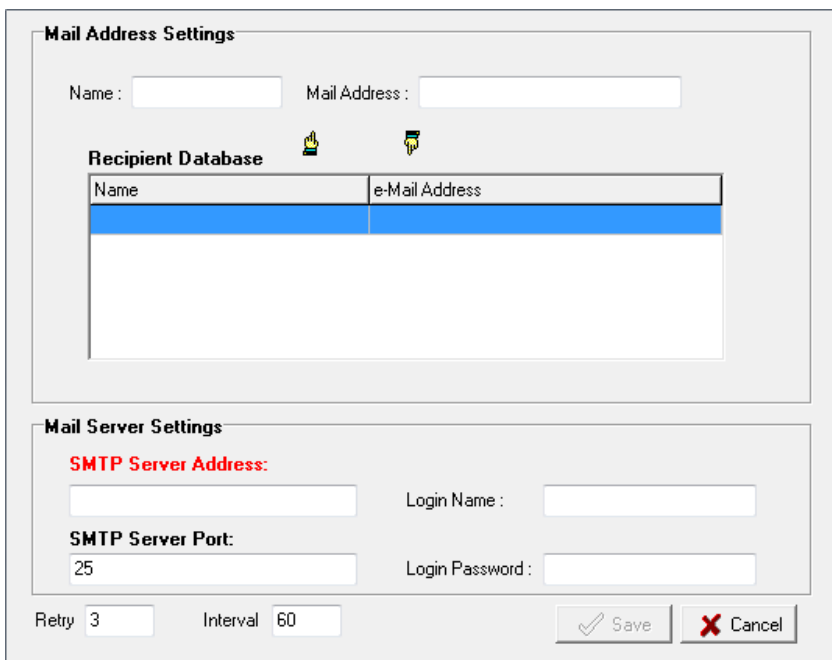 Mail Address Settings
Name : Mail Address :
Recipient Database
Name e-Mail Address
Mail Server Settings
SMTP Server Address:
Login Name :
SMTP Server Port:
25 Login Password :
Retry 3 Interval 60 Save Cancel